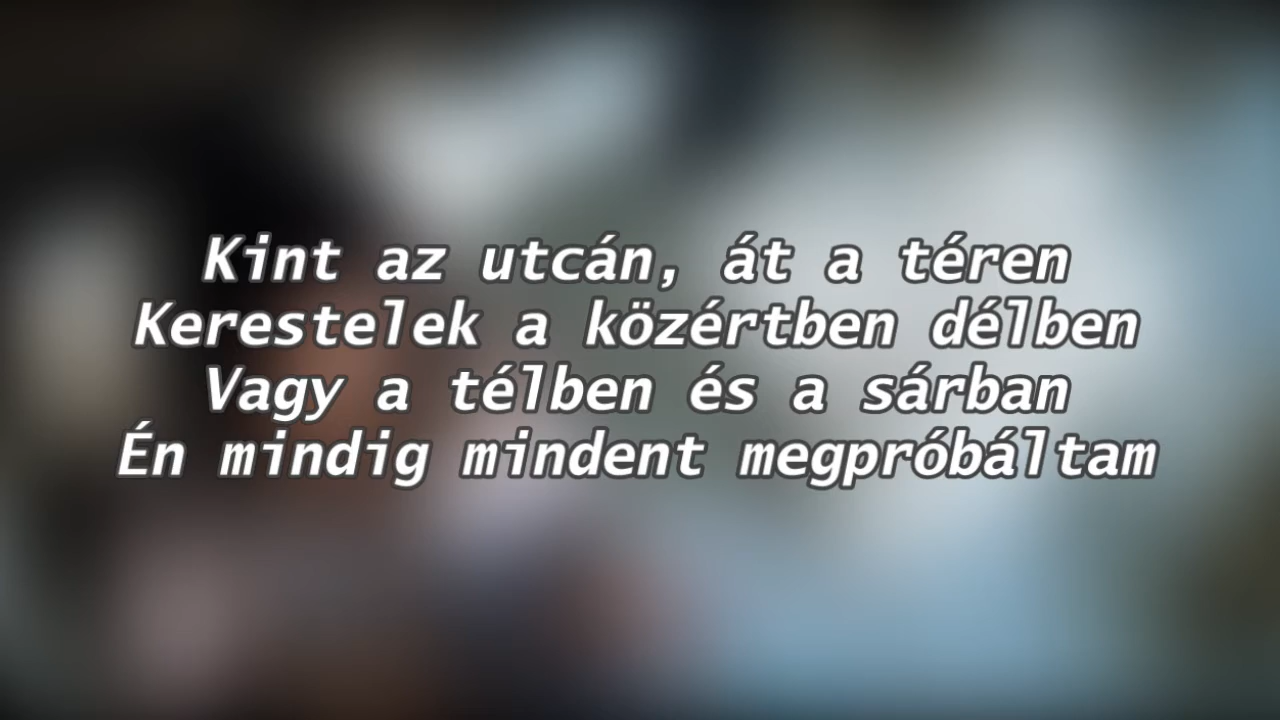 Kint az utcán, át a téren
Kerestelek a közértben délben
Vagy a télben és a sárban
Én mindig mindent megpróbáltam